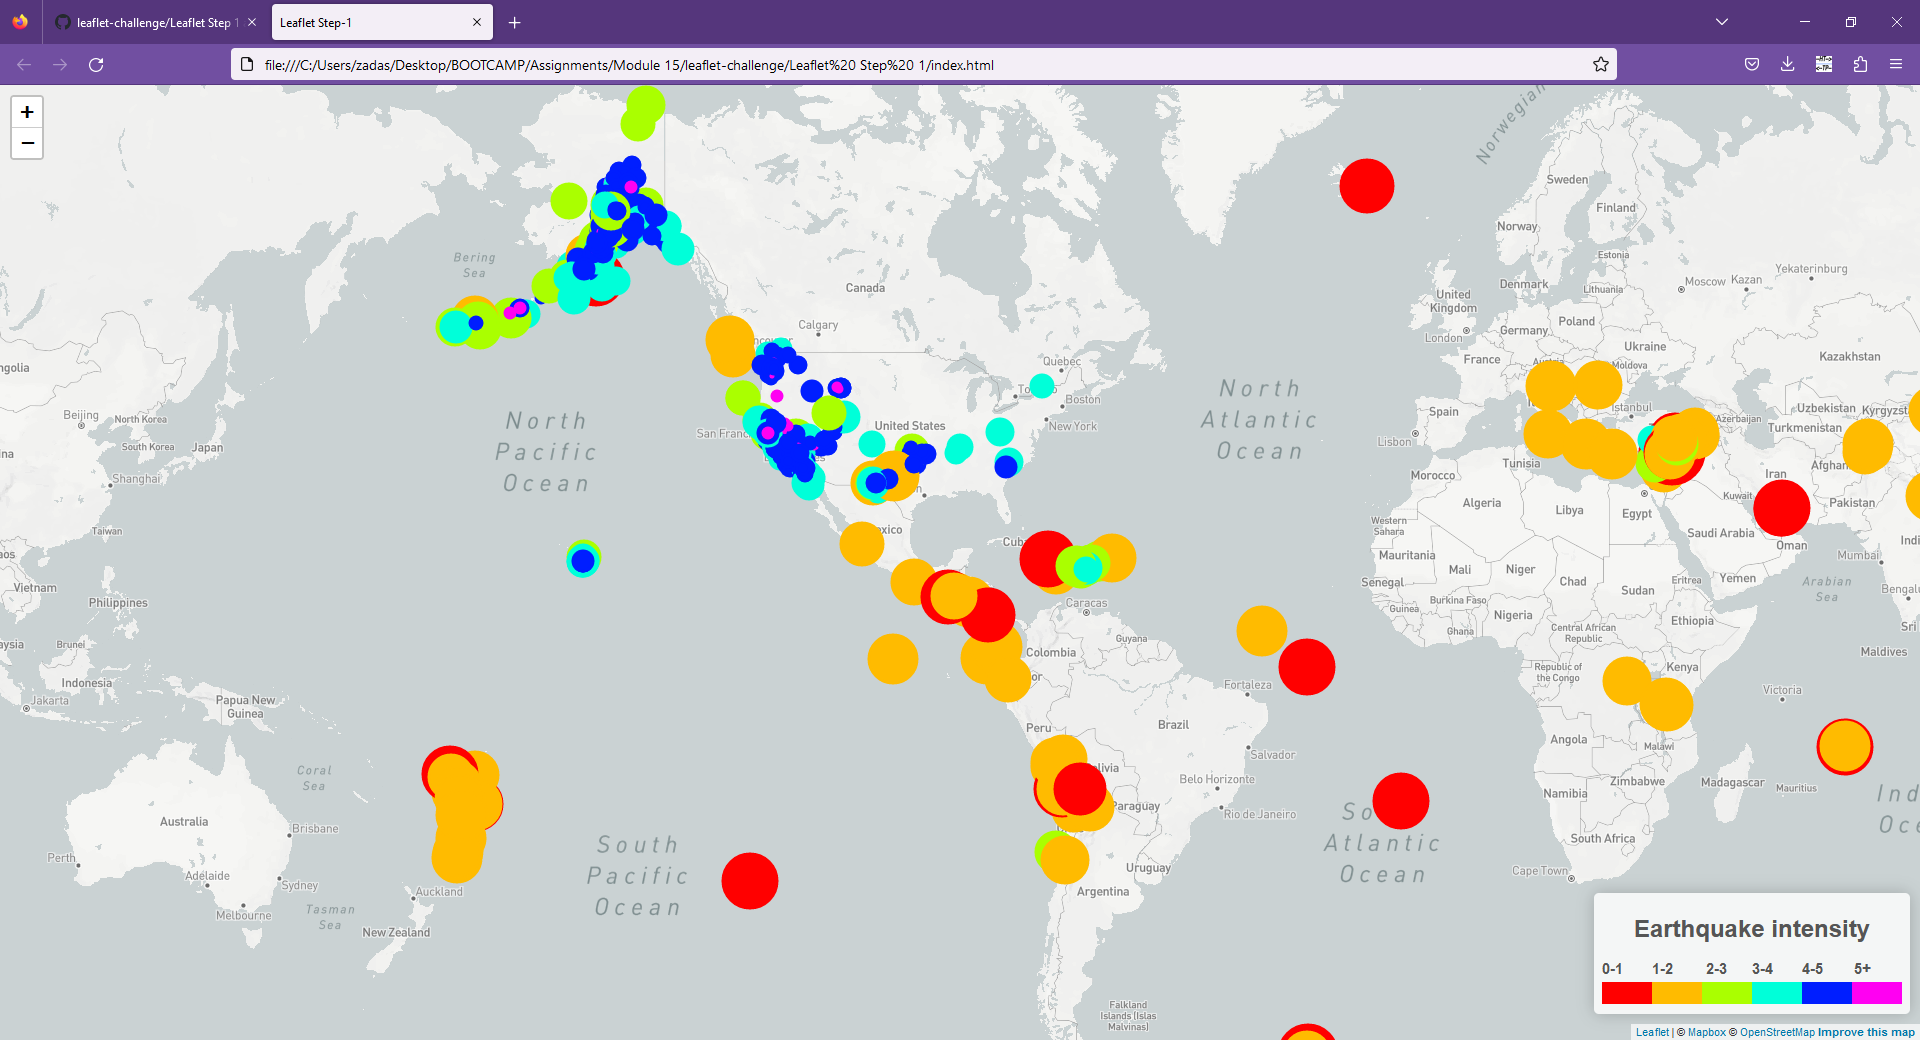 leaflet-challenge/Leaflet Step 1
Leaflet Step-1
file:///C:/Users/zadas/Desktop/BOOTCAMP/Assignments/Module 15/leaflet-challenge/Leaflet%20 Step%20 1/index.html
+
−
Norwegian
Sweden
Finland
Norway
Estonia
Bering
Sea
Canada
Denmark
Lithuania
Moscow
Kazan
Yekaterinburg
United
Kingdom
London
Poland
Germany
Calgary
Ukraine
France
Austria
Moldova
Kazakhstan
Quebec
Boston
New York
North
Atlantic
Ocean
Beijing
North Korea
South Korea
Japan
Shanghai
North
Pacific
Ocean
San Franc
United States
Spain
Lisbon
Istanbul
Azerbaijan
Uzbekistan
Kyrgyzst
Turkmenistan
Morocco
Tunisia
Iran
Afghan
Kuwait
Pakistan
Algeria
Libya
Egypt
Western
Sahara
Saudi Arabia
Oman
Taiwan
exico
Cuba
Mauritania
Mali
Niger
Chad
Sudan
Eritrea
Yemen
Mumbai
Indi
Arabian
Sea
Bengalu
Vietnam
Philippines
Caracas
Senegal
Guinea
Burkina Faso
Ghana
Nigeria
Central African
Republic
Ethiopia
Sri
Maldives
aysia
Brunei
Guyana
Colombia
Indonesia
Jakarta
Papua New
Guinea
Fortaleza
Republic of
the Congo
Kenya
Victoria
Peru
Brazil
Salvador
Angola
Malawi
Coral
Sea
livia
Belo Horizonte
Rio de Janeiro
Paraguay
Zimbabwe
Madagascar
Mauritius
Namibia
Ind
Oce
Australia
Brisbane
Perth
Adélaïde
Sydney
Melbourne
Auckland
Tasman
Sea
New Zealand
South
Pacific
Ocean
Uruguay
Argentina
So
Atlantic
Ocean
South Africa
Cape Town
Falkland
Islands (Islas
Malvinas)
Earthquake intensity
0-1 1-2 2-3 3-4 4-5 5+
Leaflet | © Mapbox © OpenStreetMap Improve this map